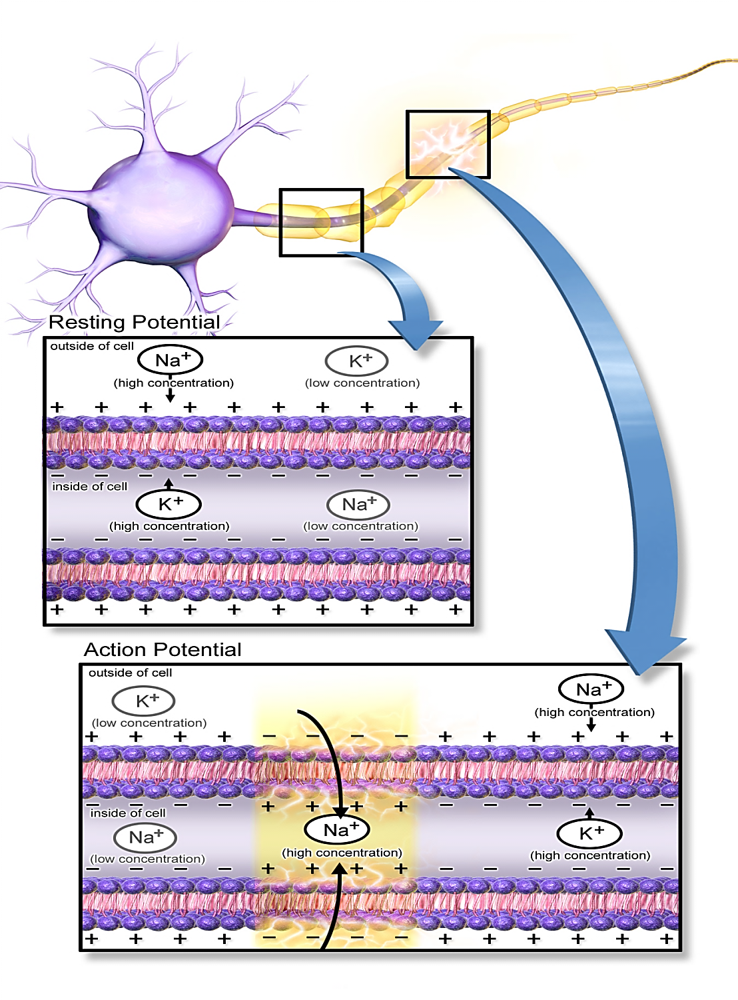 Resting Potential
outside of cell
Na+
K+
(high concentration)
(low concentration)
+ + + + + + + + + +
− − − − − − − − − −
inside of cell
K+
Na+
(high concentration)
(low concentration)
− − − − − − − − − −
+ + + + + + + + + +
Action Potential
outside of cell
K+
Na+
(low concentration)
(high concentration)
+ + + + − − − − + + + + + +
− − − − + + + + − − − − − −
inside of cell
Na+
Na+
K+
(low concentration)
(high concentration)
(high concentration)
− − − − + + + + − − − − − −
+ + + + − − − − + + + + + +